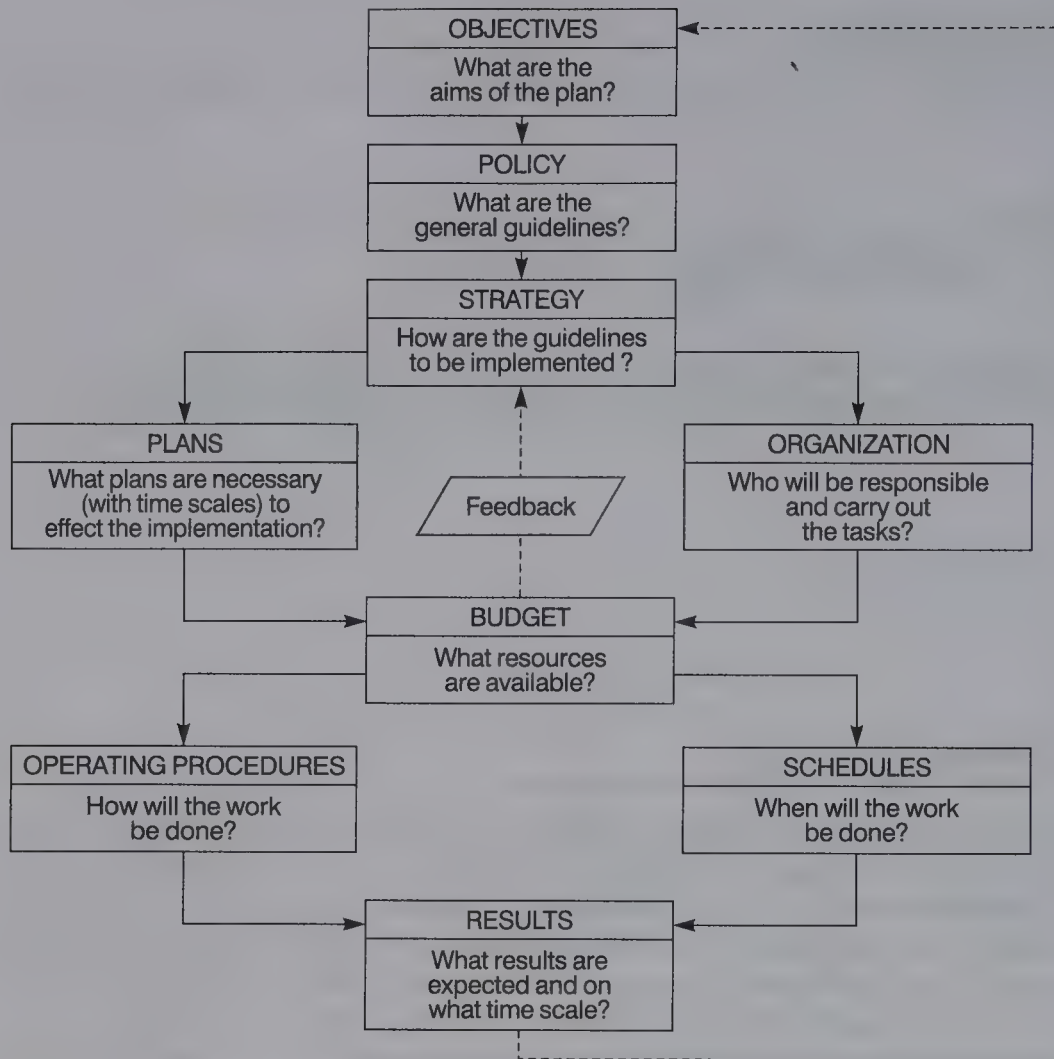 OBJECTIVES
What are the
aims of the plan?
POLICY
What are the
general guidelines?
STRATEGY
How are the guidelines
to be implemented ?
PLANS
What plans are necessary
(with time scales) to
effect the implementation?
Feedback
ORGANIZATION
Who will be responsible
and carry out
the tasks?
BUDGET
What resources
are available?
OPERATING PROCEDURES
How will the work
be done?
SCHEDULES
When will the work
be done?
RESULTS
What results are
expected and on
what time scale?